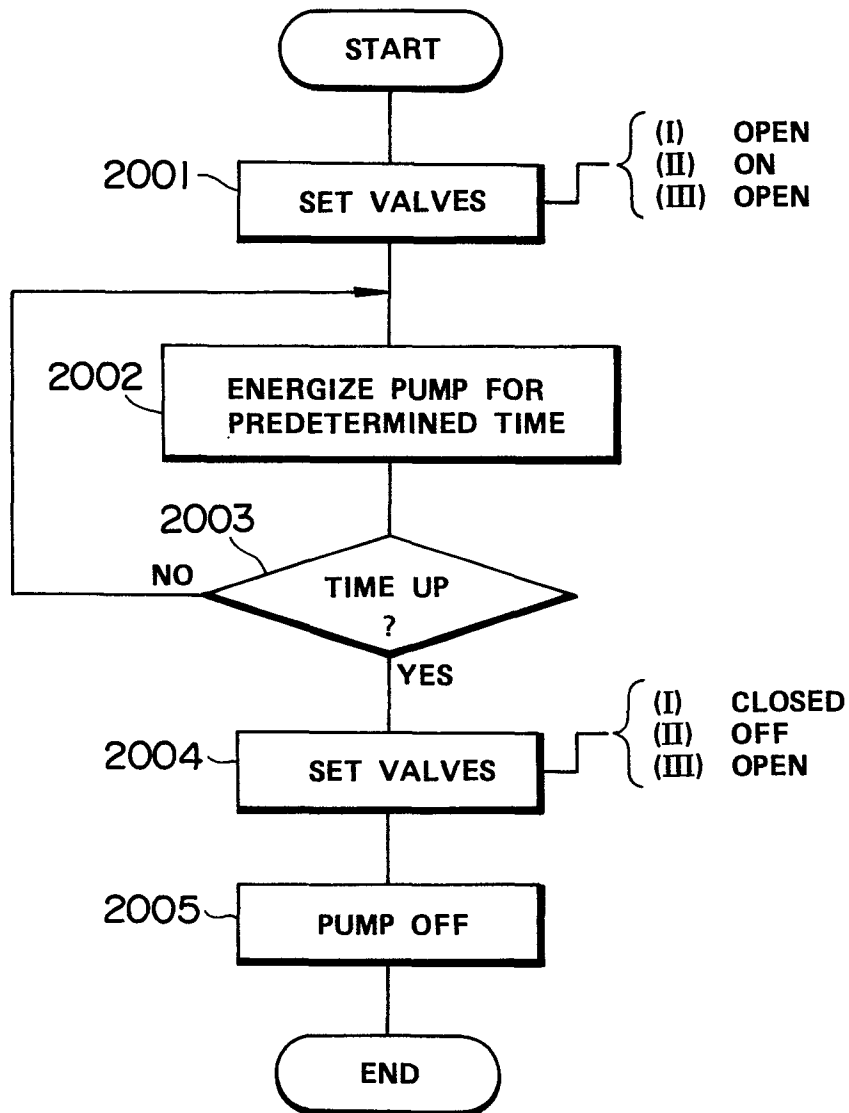 START
2001
SET VALVES
(I) OPEN
(II) ON
(III) OPEN
2002
ENERGIZE PUMP FOR
PREDETERMINED TIME
2003
NO
TIME UP
?
YES
2004
SET VALVES
(I) CLOSED
(II) OFF
(III) OPEN
2005
PUMP OFF
END